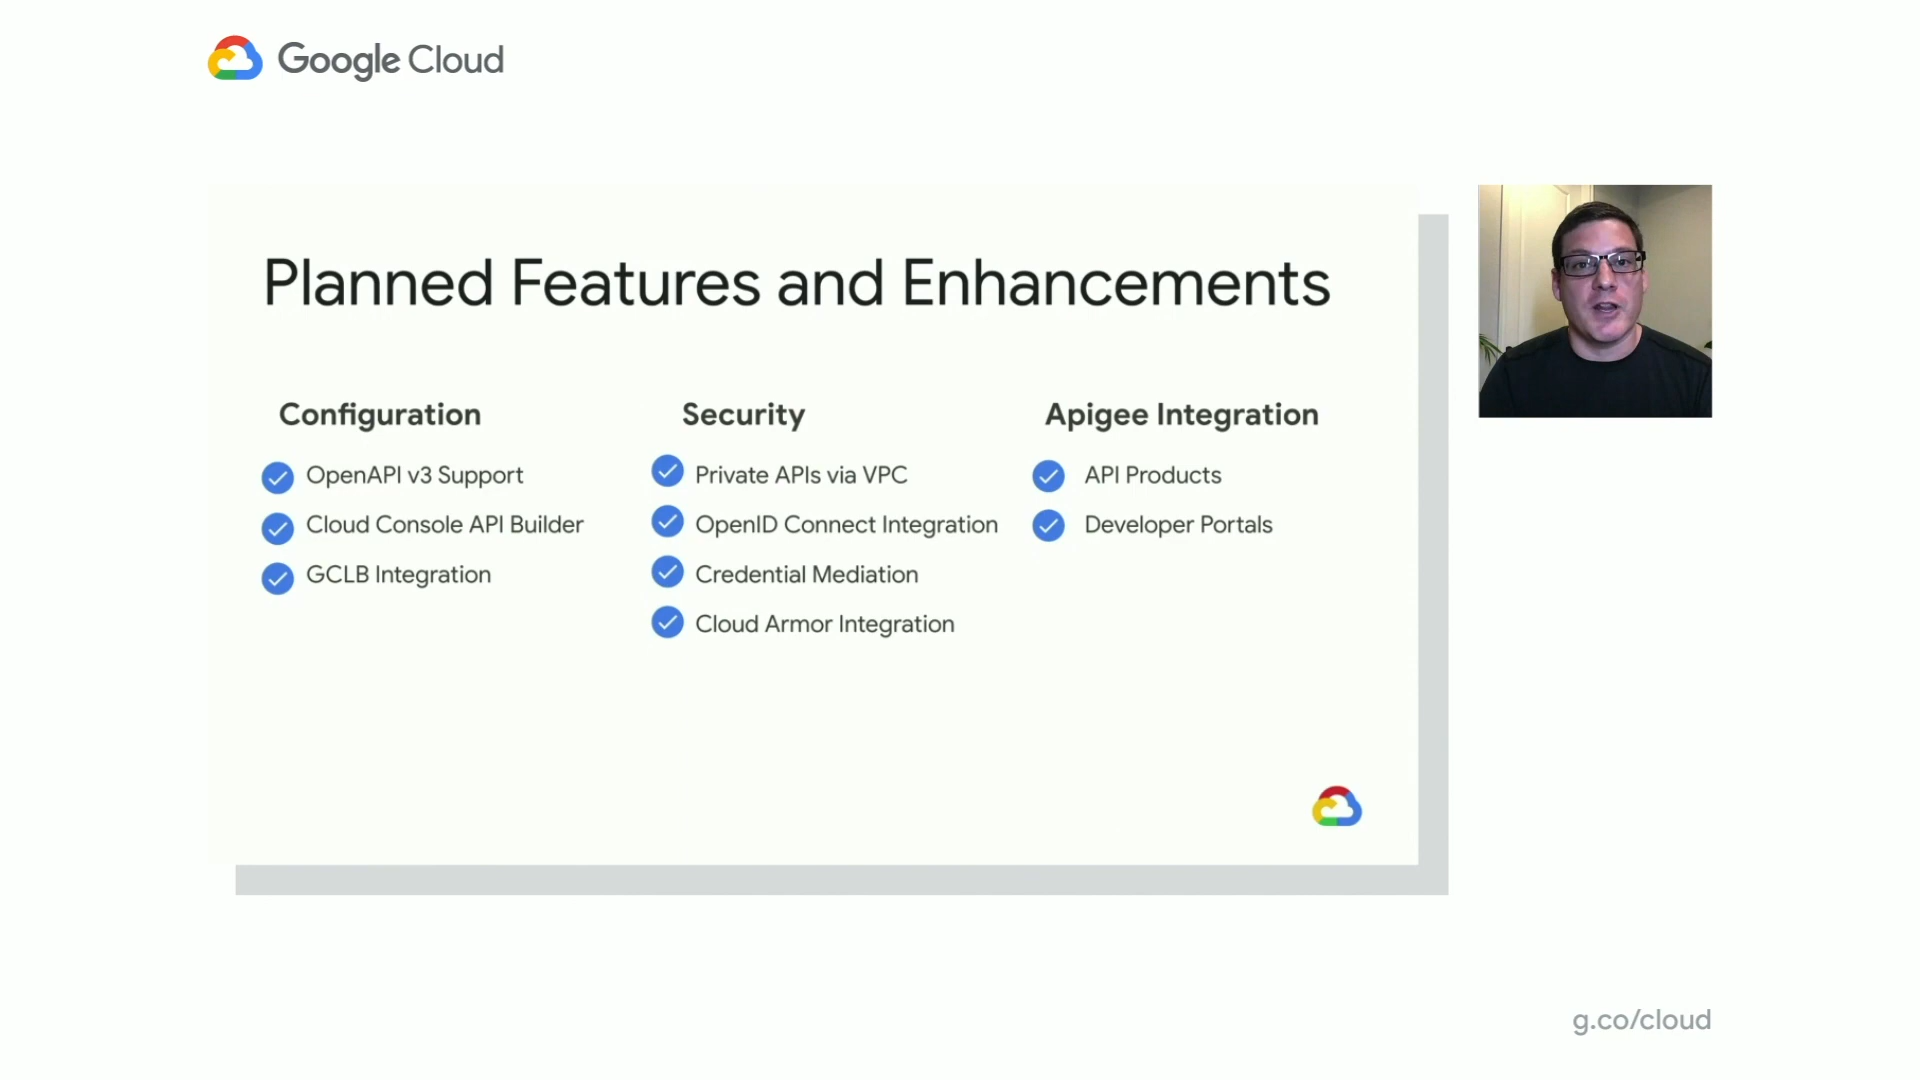 Google Cloud
Planned Features and Enhancements
Configuration
OpenAPI v3 Support
Cloud Console API Builder
GCLB Integration
Security
Private APIs via VPC
OpenID Connect Integration
Credential Mediation
Cloud Armor Integration
Apigee Integration
API Products
Developer Portals
g.co/cloud